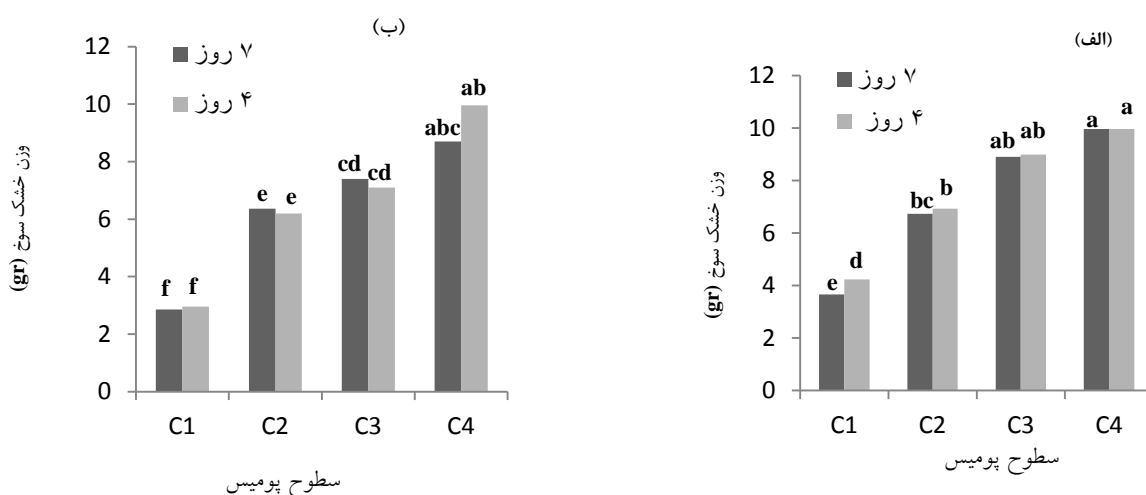 (ب)
۷ روز
۴ روز
12
10
8
6
4
2
0
وزن خشک سوخ (gr)
f
f
e
e
cd
cd
abc
ab
C1
C2
C3
C4
سطوح پومیس
(الف)
۷ روز
۴ روز
12
10
8
6
4
2
0
وزن خشک سوخ (gr)
e
d
bc
b
ab
ab
a
a
C1
C2
C3
C4
سطوح پومیس